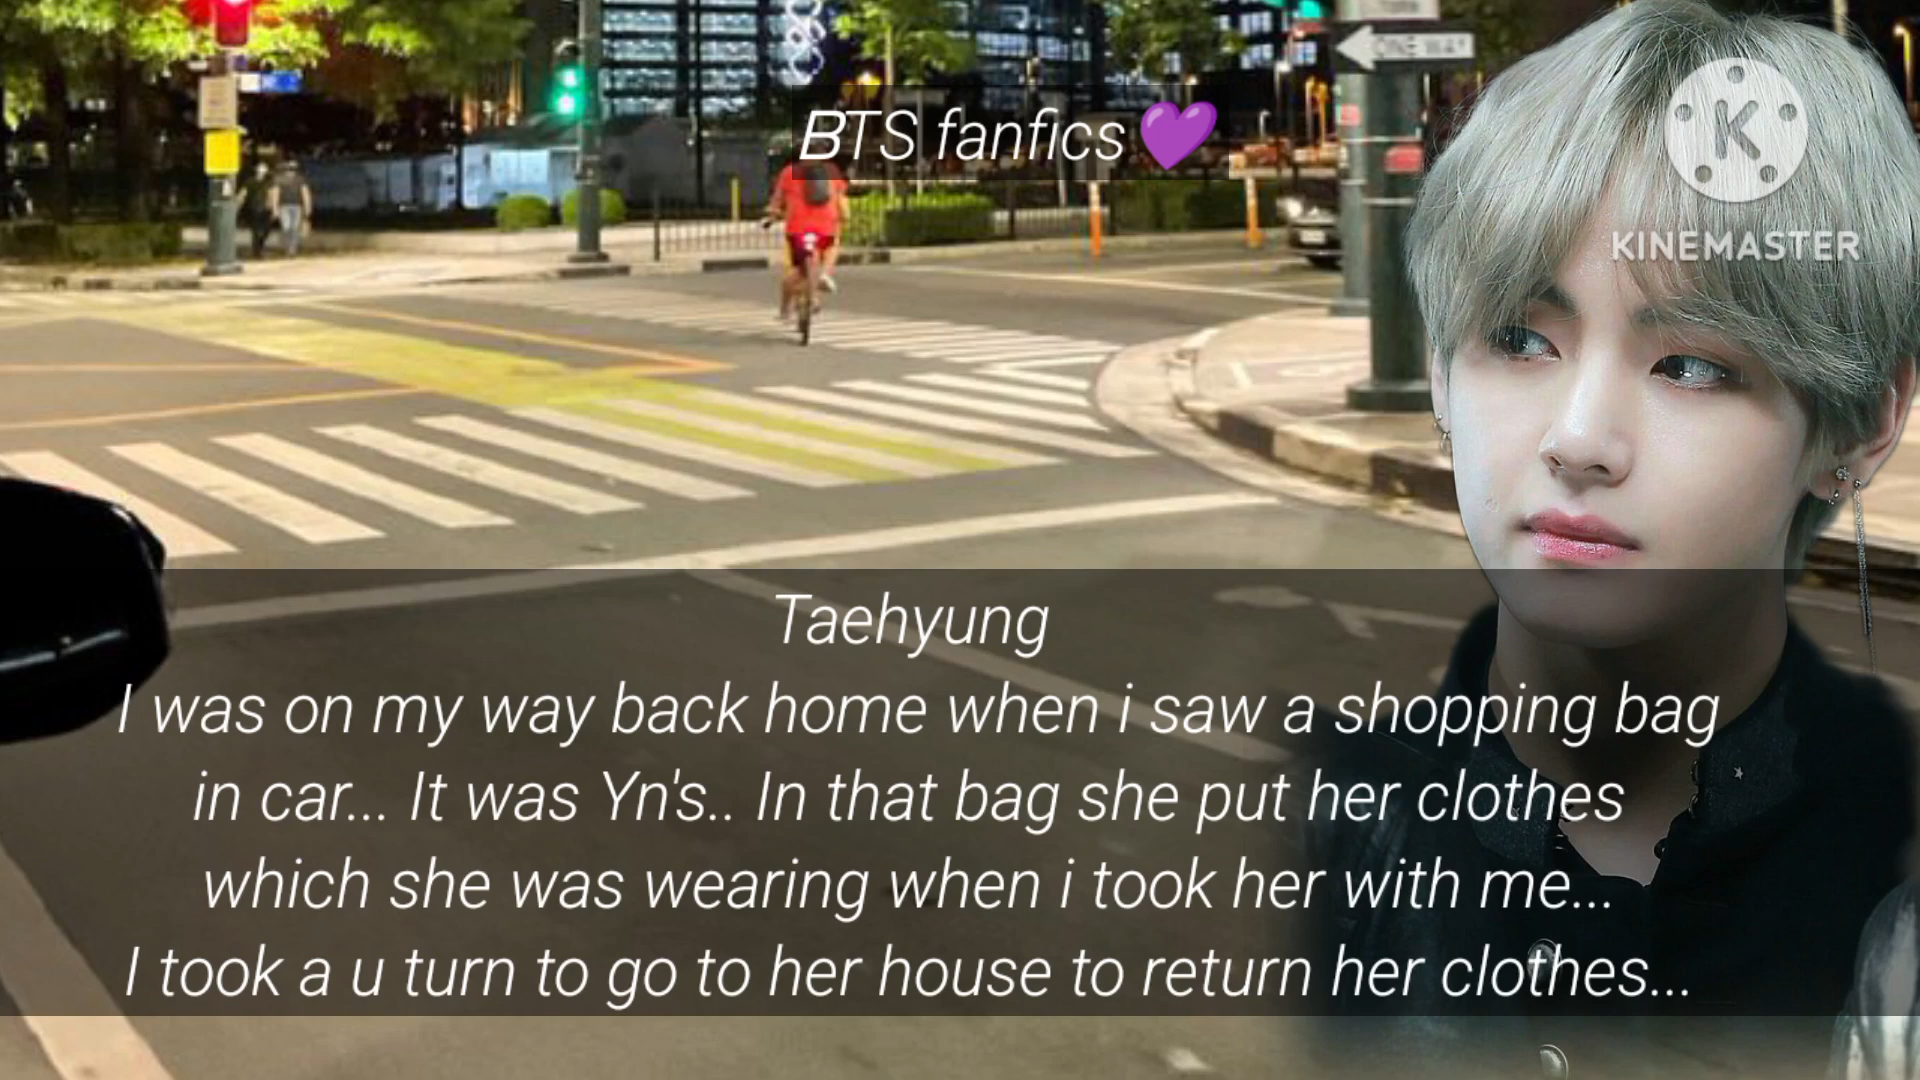 ONE WAY
BTS fanfics 💜
K
KINEMASTER
Taehyung
I was on my way back home when i saw a shopping bag
in car... It was Yn's.. In that bag she put her clothes
which she was wearing when i took her with me...
I took a u turn to go to her house to return her clothes...